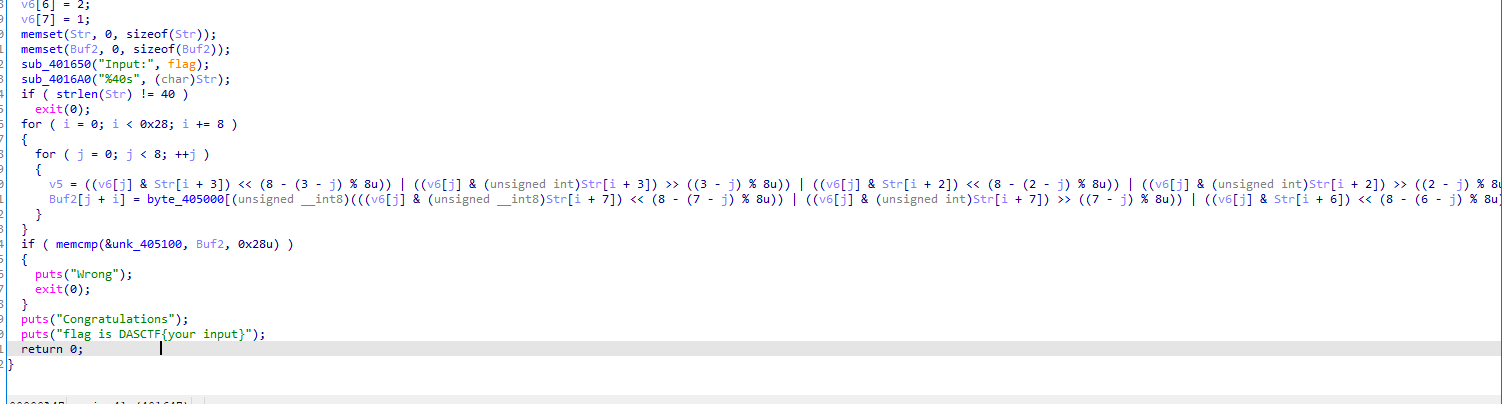 v6[6] = 2;
v6[7] = 1;
memset(Str, 0, sizeof(Str));
memset(Buf2, 0, sizeof(Buf2));
sub_401650("Input:", flag);
sub_4016A0("%40s", (char)Str);
if ( strlen(Str) != 40 )
exit(0);
for ( i = 0; i < 0x28; i += 8 )
{
for ( j = 0; j < 8; ++j )
{
v5 = ((v6[j] & Str[i + 3]) << (8 - (3 - j) % 8u)) | ((v6[j] & (unsigned int)Str[i + 3]) >> ((3 - j) % 8u)) | ((v6[j] & Str[i + 2]) << (8 - (2 - j) % 8u)) | ((v6[j] & (unsigned int)Str[i + 2]) >> ((2 - j) % 8u
Buf2[j + i] = byte_405000[(unsigned __int8)(((v6[j] & (unsigned __int8)Str[i + 7]) << (8 - (7 - j) % 8u)) | ((v6[j] & (unsigned int)Str[i + 7]) >> ((7 - j) % 8u)) | ((v6[j] & Str[i + 6]) << (8 - (6 - j) % 8u)
}
}
if ( memcmp(&unk_405100, Buf2, 0x28u) )
{
puts("Wrong");
exit(0);
}
puts("Congratulations");
puts("flag is DASCTF{your input}");
return 0;
}